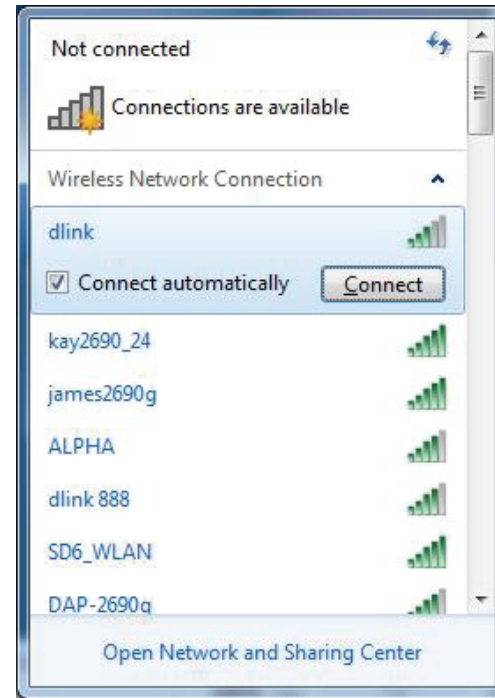 Not connected
Connections are available
Wireless Network Connection
dlink
Connect automatically Connect
kay2690_24
james2690g
ALPHA
dlink 888
SD6_WLAN
DAP-2690g
Open Network and Sharing Center